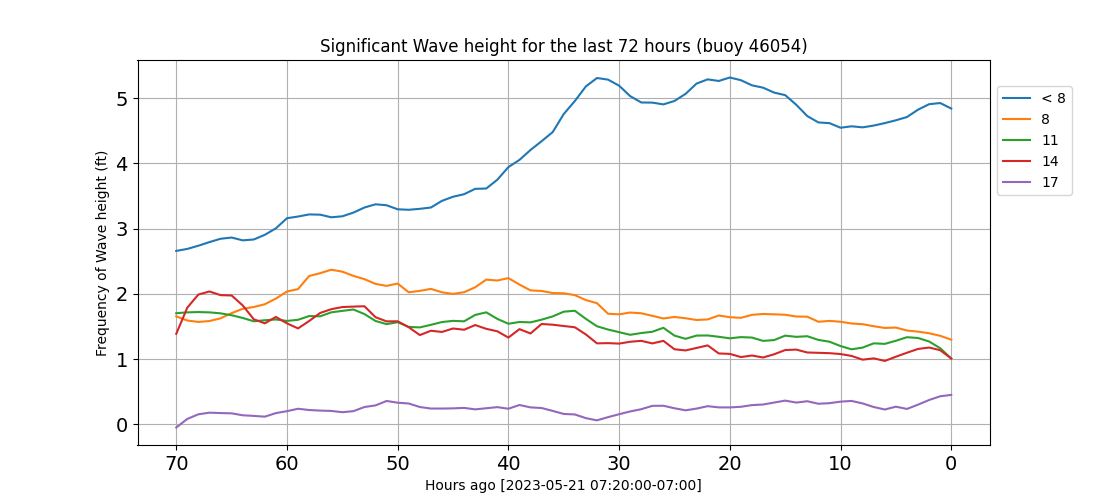 Significant Wave height for the last 72 hours (buoy 46054)
Frequency of Wave height (ft)
5
4
3
2
1
0
70 60 50 40 30 20 10 0
Hours ago [2023-05-21 07:20:00-07:00]
< 8
8
11
14
17